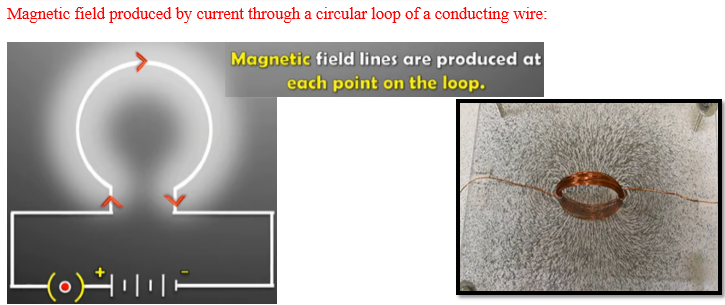 Magnetic field produced by current through a circular loop of a conducting wire:
Magnetic field lines are produced at
each point on the loop.
+ -